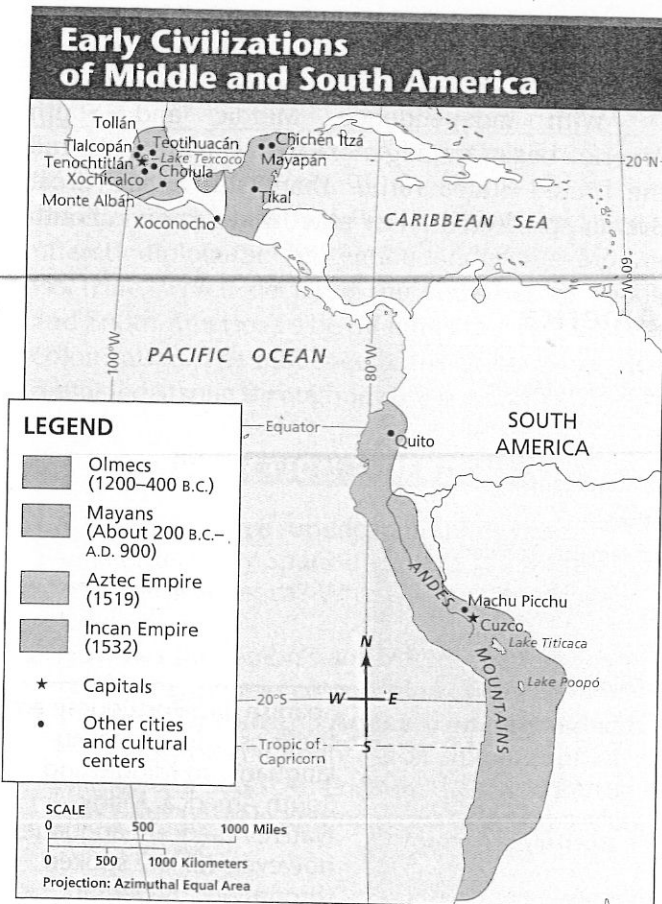 Early Civilizations
of Middle and South America
Tollán
Tlalcopán
Teotihuacán
Chichén Itzá
Lake Texcoco
Mayapán
20°N
Tenochtitlán
Xochicalco
Cholula
Monte Albán
Tikal
Xoconocho
CARIBBEAN SEA
60°W
100°W
PACIFIC OCEAN
80°W
Equator
Quito
SOUTH
AMERICA
LEGEND
Olmecs
(1200–400 B.C.)
Mayans
(About 200 B.C.–
A.D. 900)
Aztec Empire
(1519)
Incan Empire
(1532)
Capitals
Other cities
and cultural
centers
ANDES
MOUNTAINS
Machu Picchu
Cuzco
Lake Titicaca
Lake Poopó
N
W
E
S
20°S
Tropic of
Capricorn
SCALE
0 500 1000 Miles
0 500 1000 Kilometers
Projection: Azimuthal Equal Area